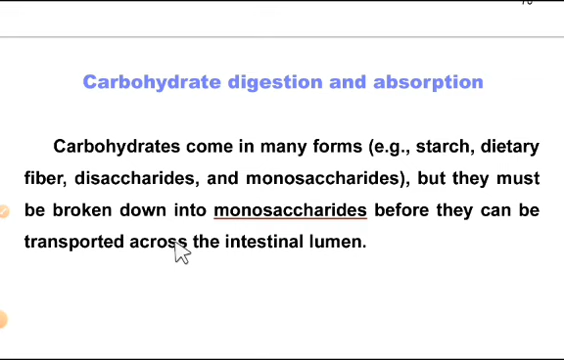 Carbohydrate digestion and absorption
Carbohydrates come in many forms (e.g., starch, dietary
fiber, disaccharides, and monosaccharides), but they must
be broken down into monosaccharides before they can be
transported across the intestinal lumen.